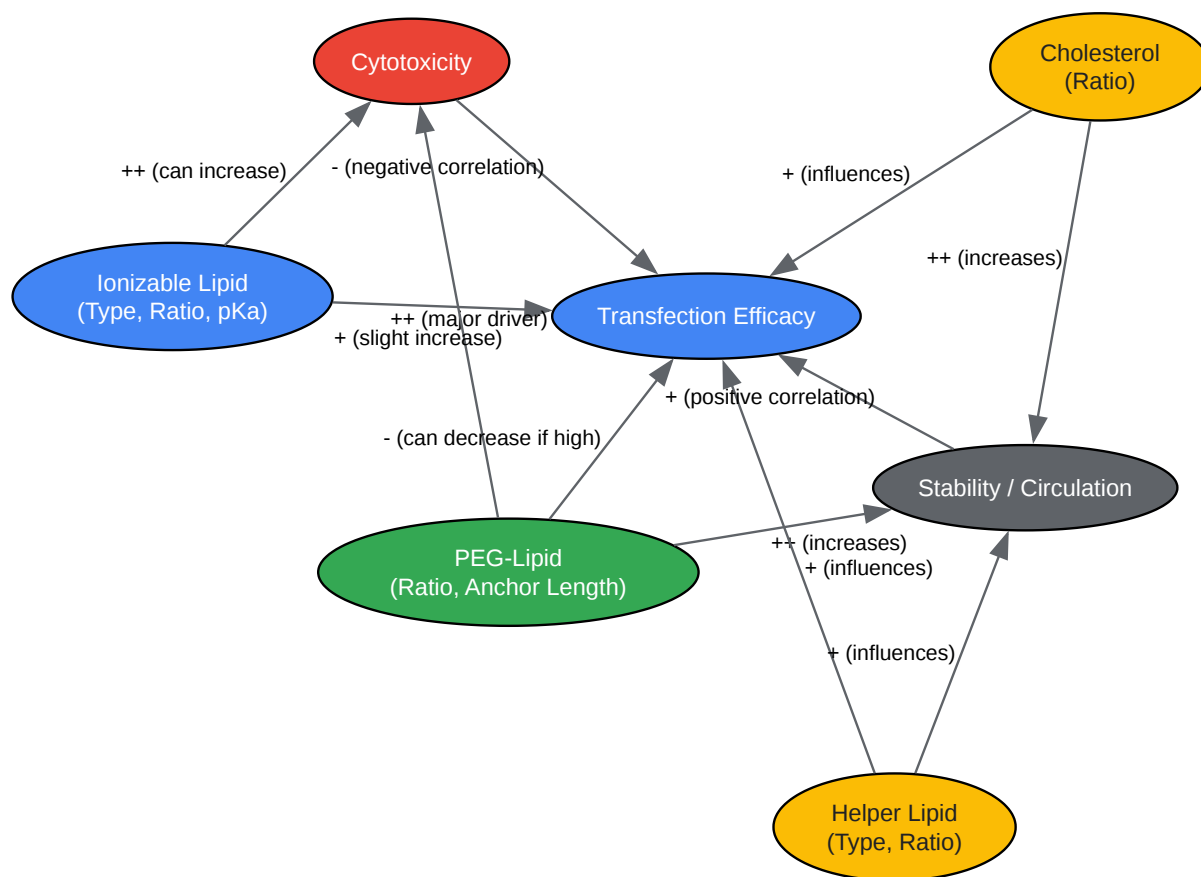 Cytotoxicity
Cholesterol
(Ratio)
++ (can increase)
- (negative correlation)
+ (influences)
++ (increases)
Ionizable Lipid
(Type, Ratio, pKa)
Transfection Efficacy
++ (major driver)
+ (slight increase)
+ (positive correlation)
- (can decrease if high)
Stability / Circulation
PEG-Lipid
(Ratio, Anchor Length)
++ (increases)
+ (influences)
+ (influences)
Helper Lipid
(Type, Ratio)